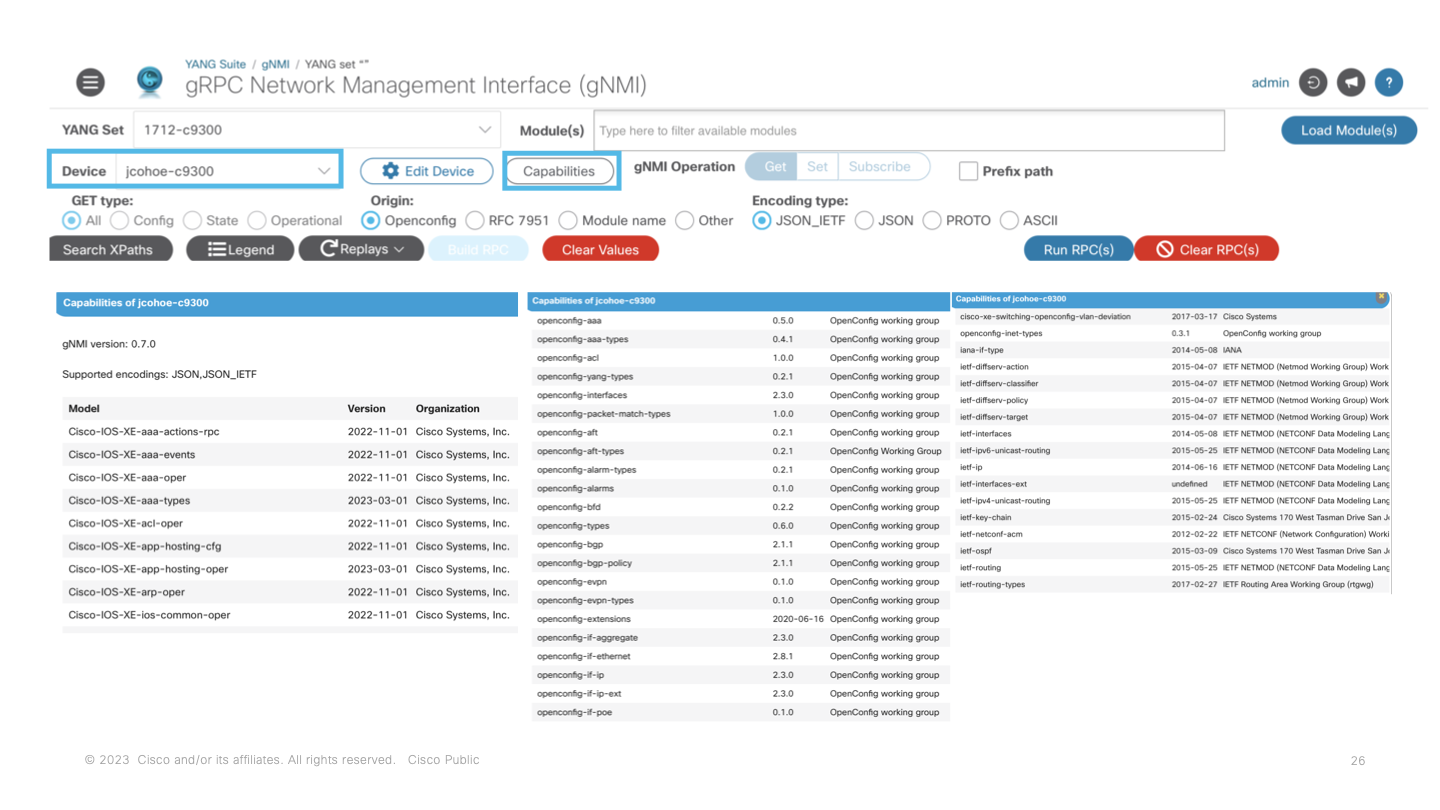 YANG Suite / gNMI / YANG set ""
gRPC Network Management Interface (gNMI)
admin
?
YANG Set 1712-c9300 Module(s) Type here to filter available modules Load Module(s)
Device jcohoe-c9300 Edit Device Capabilities gNMI Operation Get Set Subscribe Prefix path
GET type: Origin: Encoding type:
All Config State Operational Openconfig RFC 7951 Module name Other JSON_IETF JSON PROTO ASCII
Search XPaths Legend Replays Build RPC Clear Values Run RPC(s) Clear RPC(s)
Capabilities of jcohoe-c9300
gNMI version: 0.7.0
Supported encodings: JSON,JSON_IETF
Model Version Organization
Cisco-IOS-XE-aaa-actions-rpc 2022-11-01 Cisco Systems, Inc.
Cisco-IOS-XE-aaa-events 2022-11-01 Cisco Systems, Inc.
Cisco-IOS-XE-aaa-oper 2022-11-01 Cisco Systems, Inc.
Cisco-IOS-XE-aaa-types 2023-03-01 Cisco Systems, Inc.
Cisco-IOS-XE-acl-oper 2022-11-01 Cisco Systems, Inc.
Cisco-IOS-XE-app-hosting-cfg 2022-11-01 Cisco Systems, Inc.
Cisco-IOS-XE-app-hosting-oper 2023-03-01 Cisco Systems, Inc.
Cisco-IOS-XE-arp-oper 2022-11-01 Cisco Systems, Inc.
Cisco-IOS-XE-ios-common-oper 2022-11-01 Cisco Systems, Inc.
Capabilities of jcohoe-c9300
openconfig-aaa 0.5.0 OpenConfig working group
openconfig-aaa-types 0.4.1 OpenConfig working group
openconfig-acl 1.0.0 OpenConfig working group
openconfig-yang-types 0.2.1 OpenConfig working group
openconfig-interfaces 2.3.0 OpenConfig working group
openconfig-packet-match-types 1.0.0 OpenConfig working group
openconfig-aft 0.2.1 OpenConfig working group
openconfig-aft-types 0.2.1 OpenConfig Working Group
openconfig-alarm-types 0.2.1 OpenConfig working group
openconfig-alarms 0.1.0 OpenConfig working group
openconfig-bfd 0.2.2 OpenConfig working group
openconfig-types 0.6.0 OpenConfig working group
openconfig-bgp 2.1.1 OpenConfig working group
openconfig-bgp-policy 2.1.1 OpenConfig working group
openconfig-evpn 0.1.0 OpenConfig working group
openconfig-evpn-types 0.1.0 OpenConfig working group
openconfig-extensions 2020-06-16 OpenConfig working group
openconfig-if-aggregate 2.3.0 OpenConfig working group
openconfig-if-ethernet 2.8.1 OpenConfig working group
openconfig-if-ip 2.3.0 OpenConfig working group
openconfig-if-ip-ext 2.3.0 OpenConfig working group
openconfig-if-poe 0.1.0 OpenConfig working group
Capabilities of jcohoe-c9300
cisco-xe-switching-openconfig-vlan-deviation 2017-03-17 Cisco Systems
openconfig-inet-types 0.3.1 OpenConfig working group
iana-if-type 2014-05-08 IANA
ietf-diffserv-action 2015-04-07 IETF NETMOD (Netmod Working Group) Work
ietf-diffserv-classifier 2015-04-07 IETF NETMOD (Netmod Working Group) Work
ietf-diffserv-policy 2015-04-07 IETF NETMOD (Netmod Working Group) Work
ietf-diffserv-target 2015-04-07 IETF NETMOD (Netmod Working Group) Work
ietf-interfaces 2014-05-08 IETF NETMOD (NETCONF Data Modeling Lang
ietf-ipv6-unicast-routing 2015-05-25 IETF NETMOD (NETCONF Data Modeling Lang
ietf-ip 2014-06-16 IETF NETMOD (NETCONF Data Modeling Lang
ietf-interfaces-ext undefined IETF NETMOD (NETCONF Data Modeling Lang
ietf-ipv4-unicast-routing 2015-05-25 IETF NETMOD (NETCONF Data Modeling Lang
ietf-key-chain 2015-02-24 Cisco Systems 170 West Tasman Drive San J
ietf-netconf-acm 2012-02-22 IETF NETCONF (Network Configuration) Worki
ietf-ospf 2015-03-09 Cisco Systems 170 West Tasman Drive San J
ietf-routing 2015-05-25 IETF NETMOD (NETCONF Data Modeling Lang
ietf-routing-types 2017-02-27 IETF Routing Area Working Group (rtgwg)
© 2023 Cisco and/or its affiliates. All rights reserved. Cisco Public
26